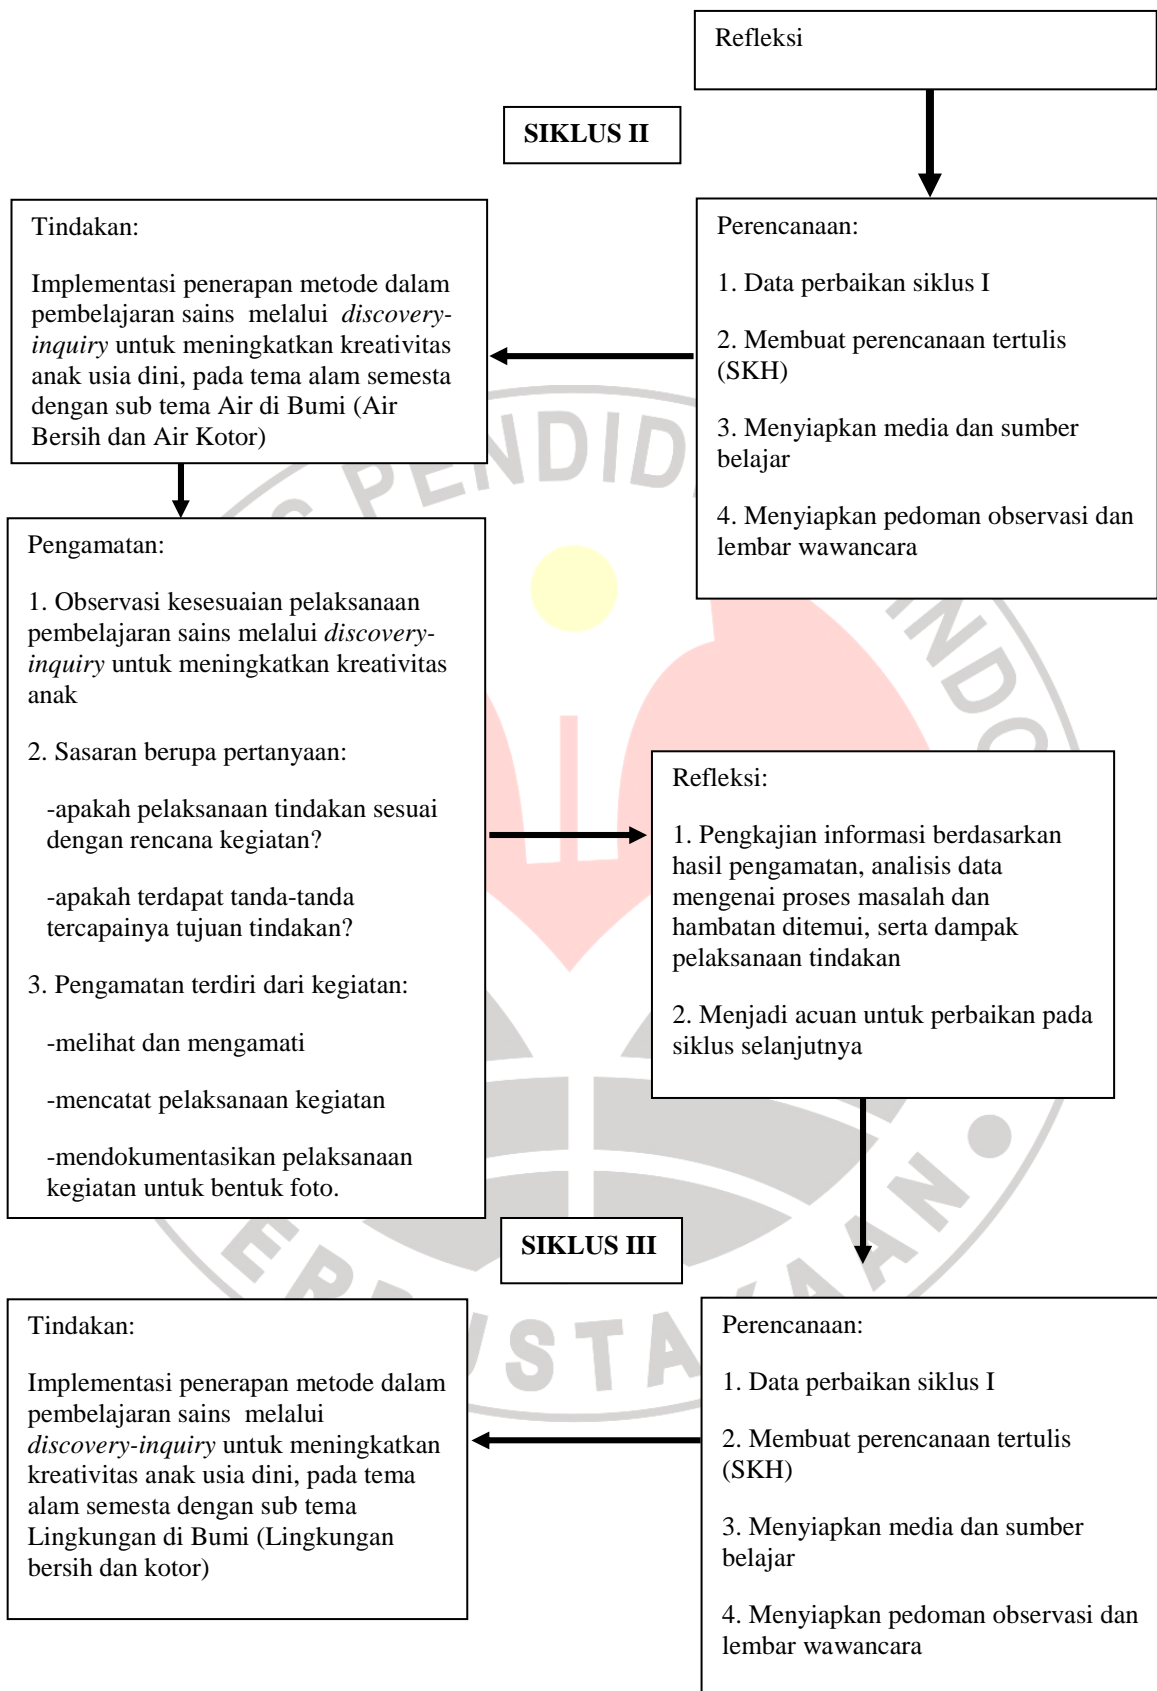 Refleksi
SIKLUS II
Perencanaan:
1. Data perbaikan siklus I
2. Membuat perencanaan tertulis
(SKH)
3. Menyiapkan media dan sumber
belajar
4. Menyiapkan pedoman observasi dan
lembar wawancara
Tindakan:
Implementasi penerapan metode dalam
pembelajaran sains melalui discovery-
inquiry untuk meningkatkan kreativitas
anak usia dini, pada tema alam semesta
dengan sub tema Air di Bumi (Air
Bersih dan Air Kotor)
Pengamatan:
1. Observasi kesesuaian pelaksanaan
pembelajaran sains melalui discovery-
inquiry untuk meningkatkan kreativitas
anak
2. Sasaran berupa pertanyaan:
-apakah pelaksanaan tindakan sesuai
dengan rencana kegiatan?
-apakah terdapat tanda-tanda
tercapainya tujuan tindakan?
3. Pengamatan terdiri dari kegiatan:
-melihat dan mengamati
-mencatat pelaksanaan kegiatan
-mendokumentasikan pelaksanaan
kegiatan untuk bentuk foto.
Refleksi:
1. Pengkajian informasi berdasarkan
hasil pengamatan, analisis data
mengenai proses masalah dan
hambatan ditemui, serta dampak
pelaksanaan tindakan
2. Menjadi acuan untuk perbaikan pada
siklus selanjutnya
SIKLUS III
Perencanaan:
1. Data perbaikan siklus I
2. Membuat perencanaan tertulis
(SKH)
3. Menyiapkan media dan sumber
belajar
4. Menyiapkan pedoman observasi dan
lembar wawancara
Tindakan:
Implementasi penerapan metode dalam
pembelajaran sains melalui
discovery-inquiry untuk meningkatkan
kreativitas anak usia dini, pada tema
alam semesta dengan sub tema
Lingkungan di Bumi (Lingkungan
bersih dan kotor)